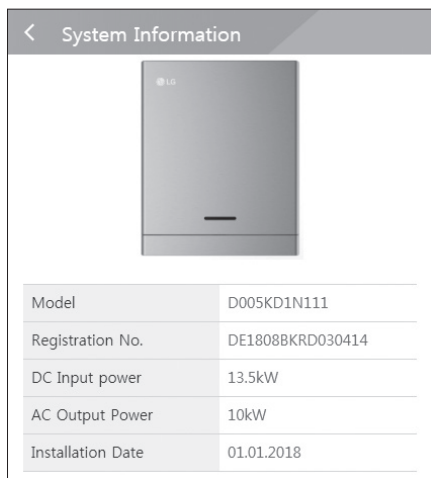 < System Information
LG
Model D005KD1N111
Registration No. DE1808BKRD030414
DC Input power 13.5kW
AC Output Power 10kW
Installation Date 01.01.2018